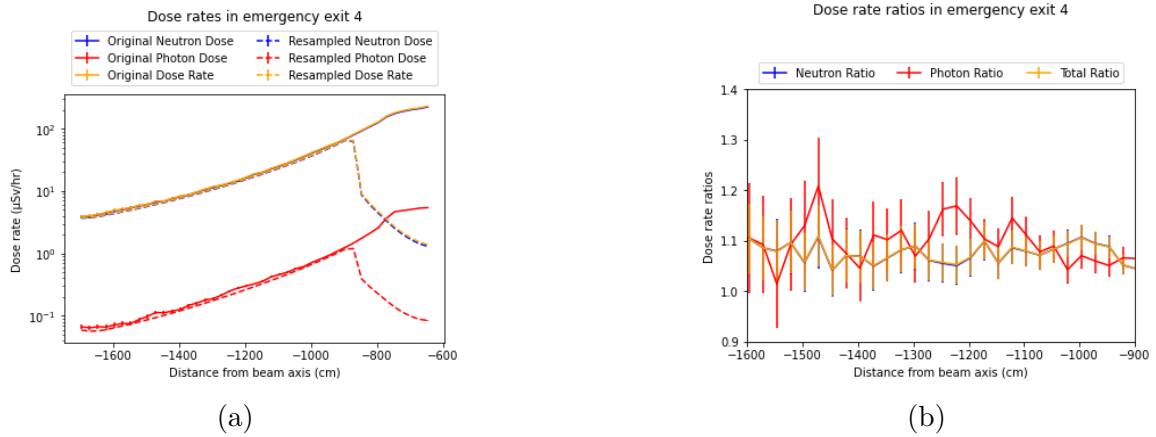 Dose rates in emergency exit 4
Original Neutron Dose
Original Photon Dose
Original Dose Rate
Resampled Neutron Dose
Resampled Photon Dose
Resampled Dose Rate
Dose rate (µSv/hr)
10²
10¹
10⁰
10⁻¹
−1600 −1400 −1200 −1000 −800 −600
Distance from beam axis (cm)
(a)
Dose rate ratios in emergency exit 4
Neutron Ratio Photon Ratio Total Ratio
Dose rate ratios
1.4
1.3
1.2
1.1
1.0
0.9
−1600 −1500 −1400 −1300 −1200 −1100 −1000 −900
Distance from beam axis (cm)
(b)